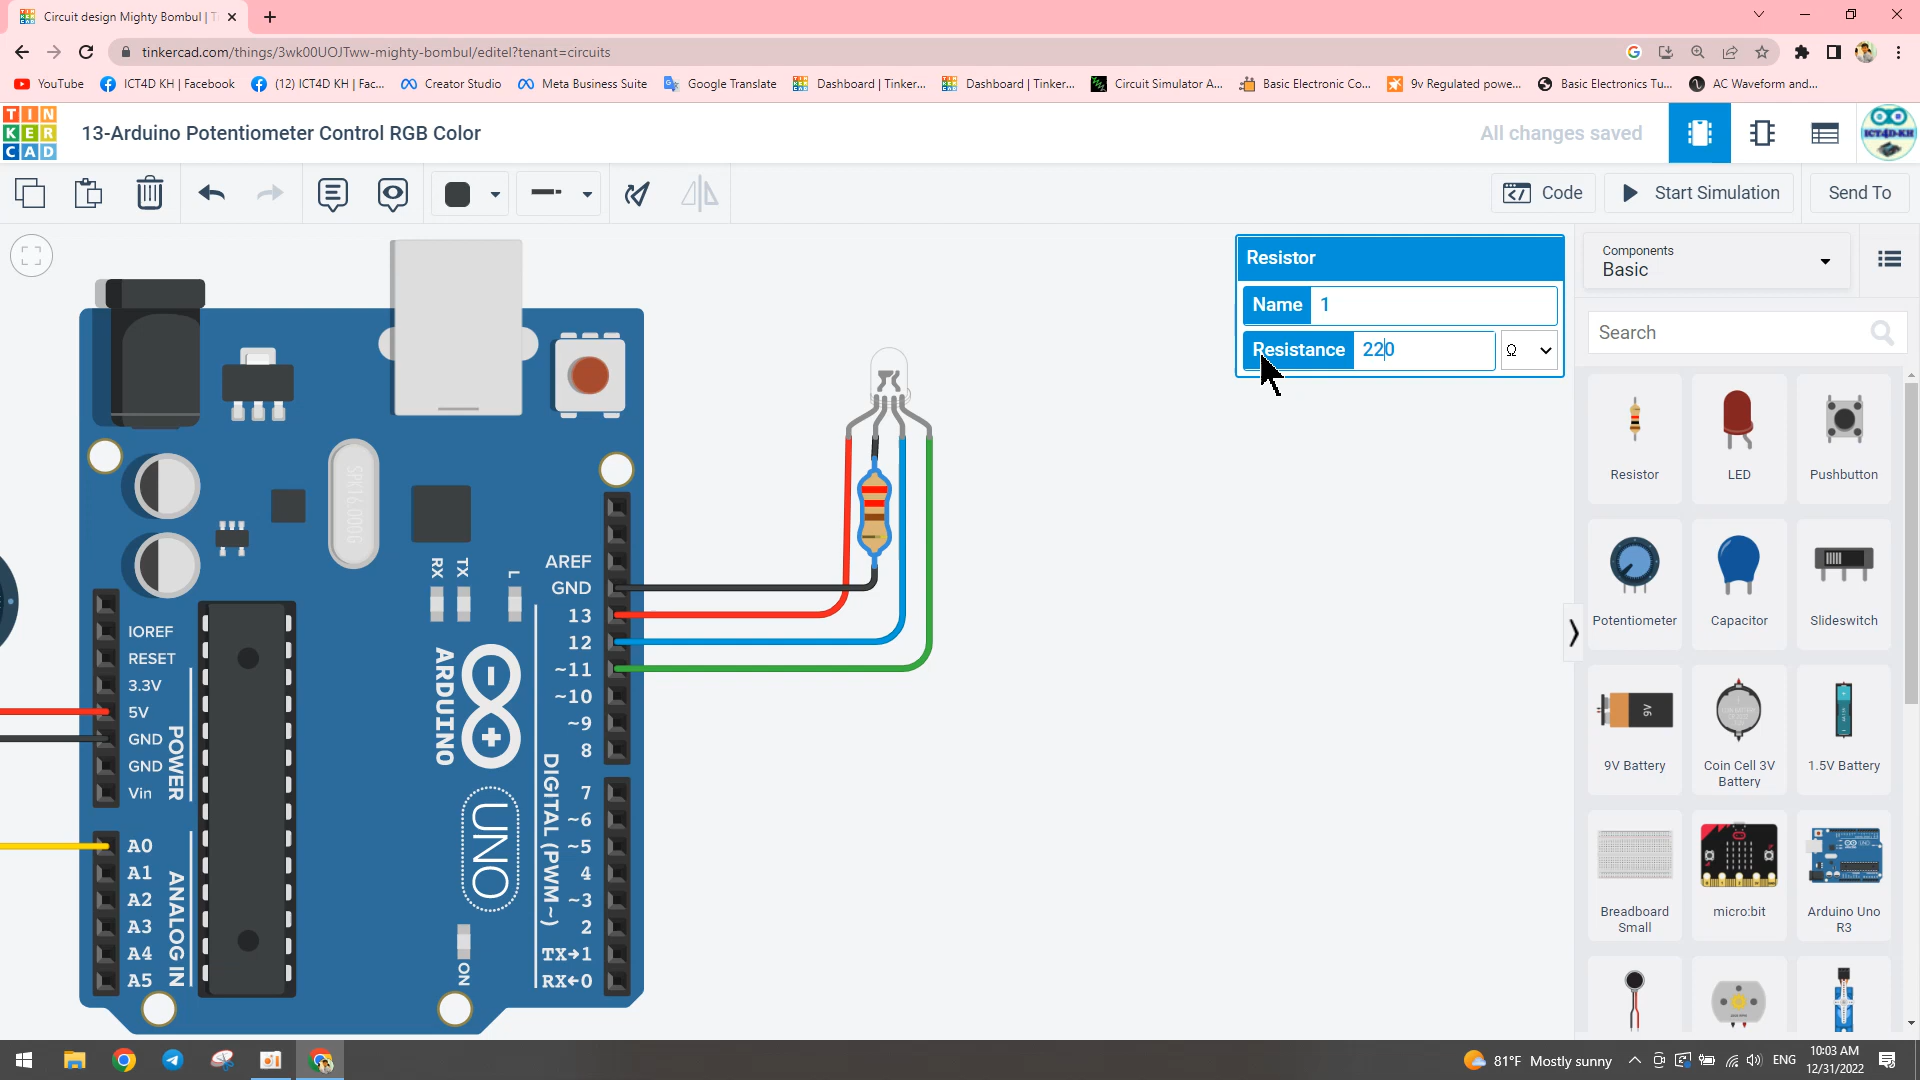 Circuit design Mighty Bombul | T
tinkercad.com/things/3wk00UOJTww-mighty-bombul/editel?tenant=circuits
YouTube
ICT4D KH | Facebook
(12) ICT4D KH | Fac...
Creator Studio
Meta Business Suite
Google Translate
Dashboard | Tinker...
Dashboard | Tinker...
Circuit Simulator A...
Basic Electronic Co...
9v Regulated powe...
Basic Electronics Tu...
AC Waveform and...
TIN
KER
CAD
13-Arduino Potentiometer Control RGB Color
All changes saved
ICT4D-KH
Code
Start Simulation
Send To
Resistor
Name 1
Resistance 220 Ω
Components
Basic
Search
Resistor
LED
Pushbutton
Potentiometer
Capacitor
Slideswitch
9V
9V Battery
Coin Cell 3V
Battery
1.5V Battery
Breadboard
Small
micro:bit
Arduino Uno
R3
SPK16.000G
RX
TX
L
AREF
GND
13
12
~11
~10
~9
8
7
~6
~5
4
~3
2
TX→1
RX←0
DIGITAL (PWM ~)
ARDUINO
UNO
ON
IOREF
RESET
3.3V
5V
GND
GND
Vin
POWER
A0
A1
A2
A3
A4
A5
ANALOG IN
81°F Mostly sunny
ENG
10:03 AM
12/31/2022